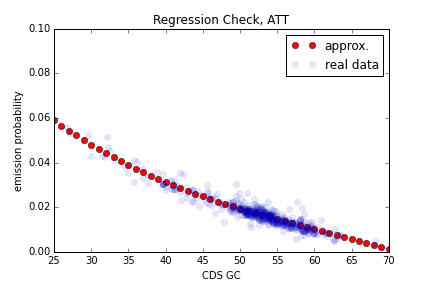 Regression Check, ATT
0.10
0.08
0.06
0.04
0.02
0.00
emission probability
approx.
real data
25 30 35 40 45 50 55 60 65 70
CDS GC